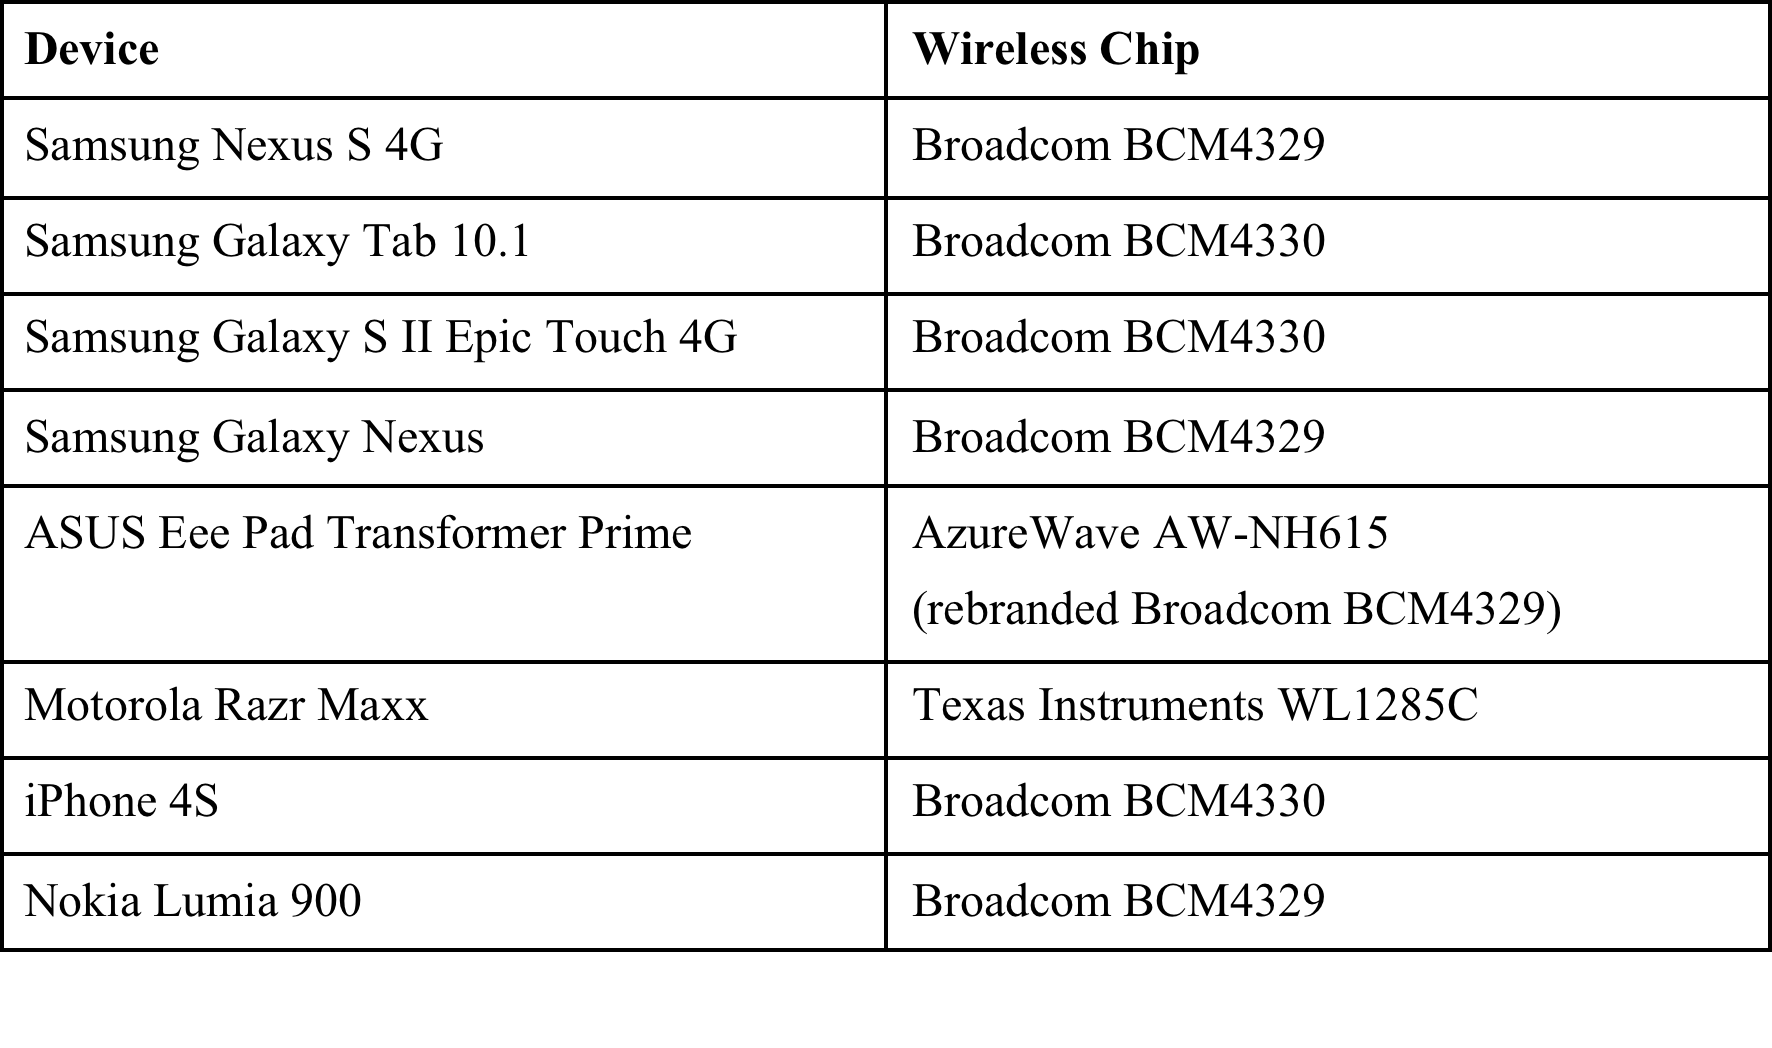 Device Wireless Chip
Samsung Nexus S 4G Broadcom BCM4329
Samsung Galaxy Tab 10.1 Broadcom BCM4330
Samsung Galaxy S II Epic Touch 4G Broadcom BCM4330
Samsung Galaxy Nexus Broadcom BCM4329
ASUS Eee Pad Transformer Prime AzureWave AW-NH615
(rebranded Broadcom BCM4329)
Motorola Razr Maxx Texas Instruments WL1285C
iPhone 4S Broadcom BCM4330
Nokia Lumia 900 Broadcom BCM4329